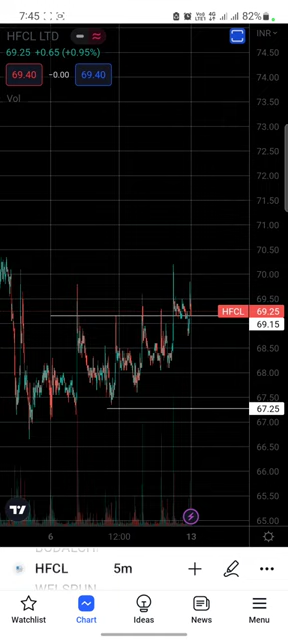 7:45 82%
HFCL LTD INR
69.25 +0.65 (+0.95%)
69.40 -0.00 69.40
Vol
74.50
74.00
73.50
73.00
72.50
72.00
71.50
71.00
70.50
70.00
69.50
HFCL 69.25
69.15
68.50
68.00
67.25
67.00
66.50
66.00
65.50
65.00
6 12:00 13
HFCL 5m
Watchlist Chart Ideas News Menu